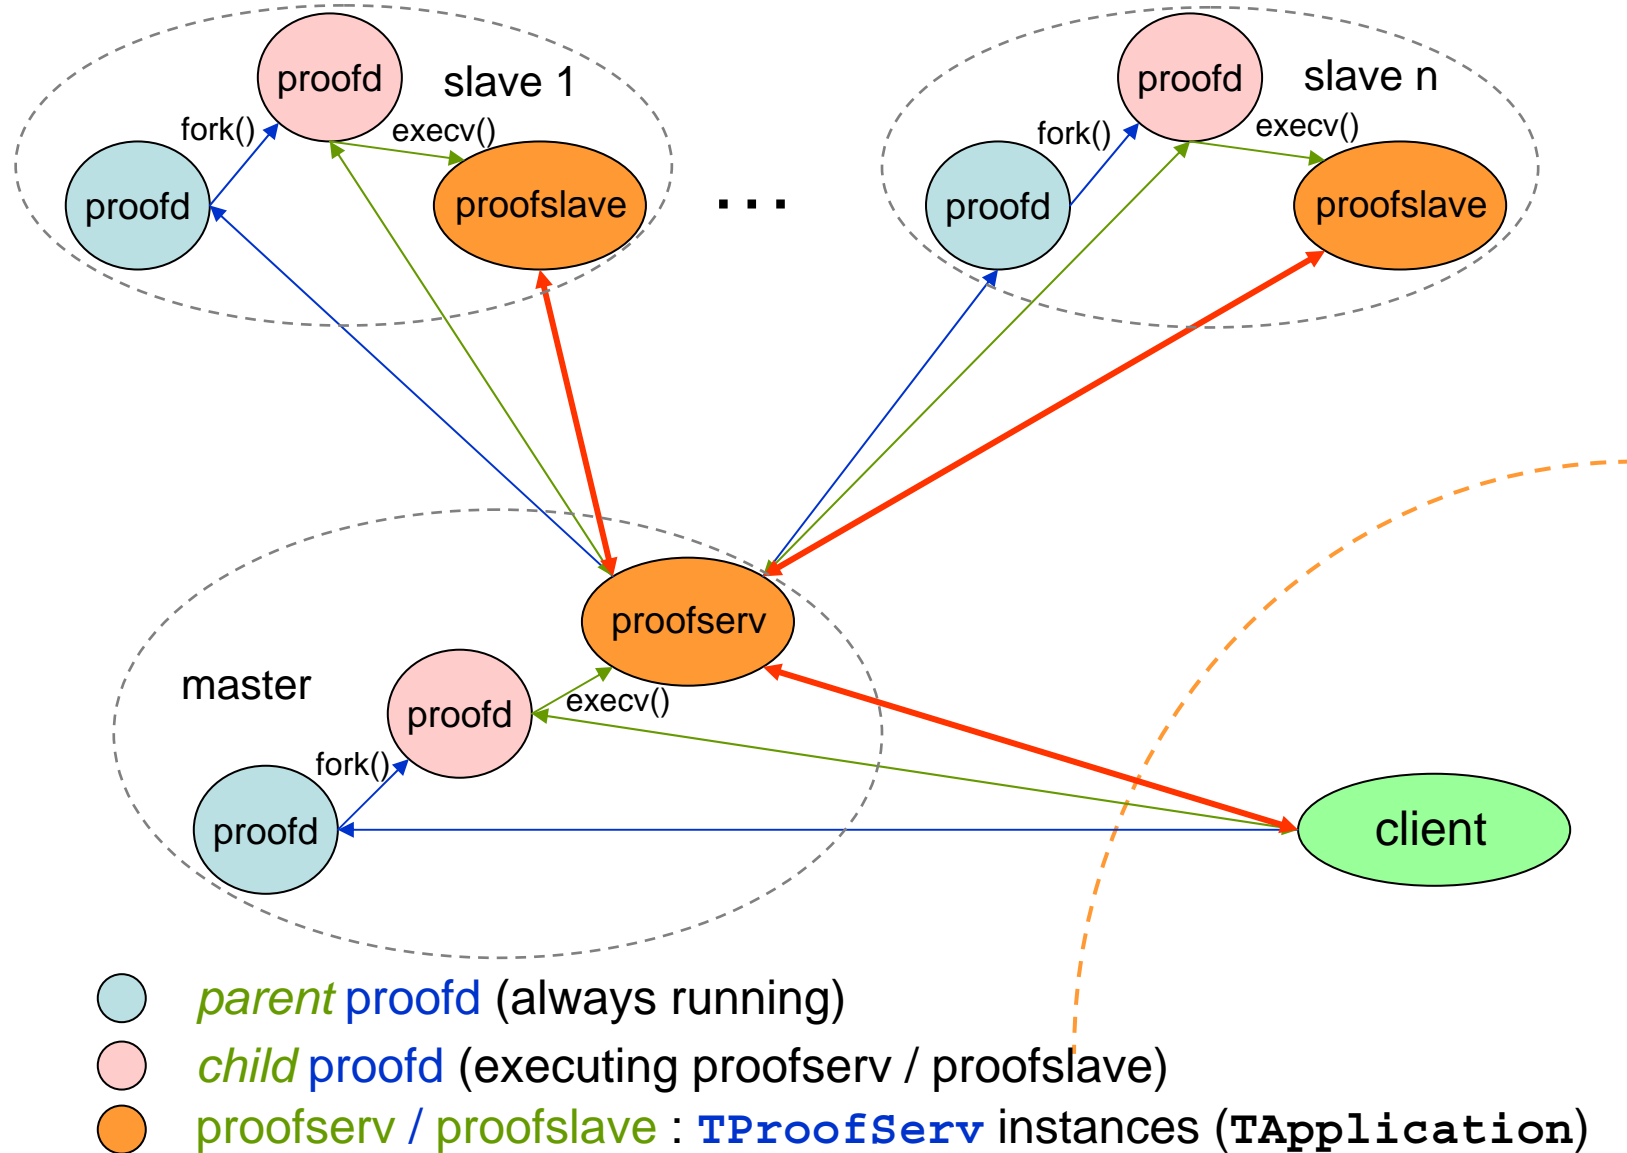 proofd
slave 1
fork()
execv()
proofd
proofslave
...
proofd
slave n
fork()
execv()
proofd
proofslave
proofserv
master
proofd
execv()
fork()
proofd
client
parent proofd (always running)
child proofd (executing proofserv / proofslave)
proofserv / proofslave : TProofServ instances (TApplication)